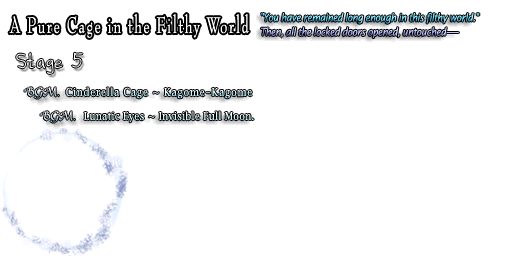 A Pure Cage in the Filthy World
"You have remained long enough in this filthy world."
Then, all the locked doors opened, untouched──
Stage 5
BGM. Cinderella Cage ~ Kagome-Kagome
BGM. Lunatic Eyes ~ Invisible Full Moon.